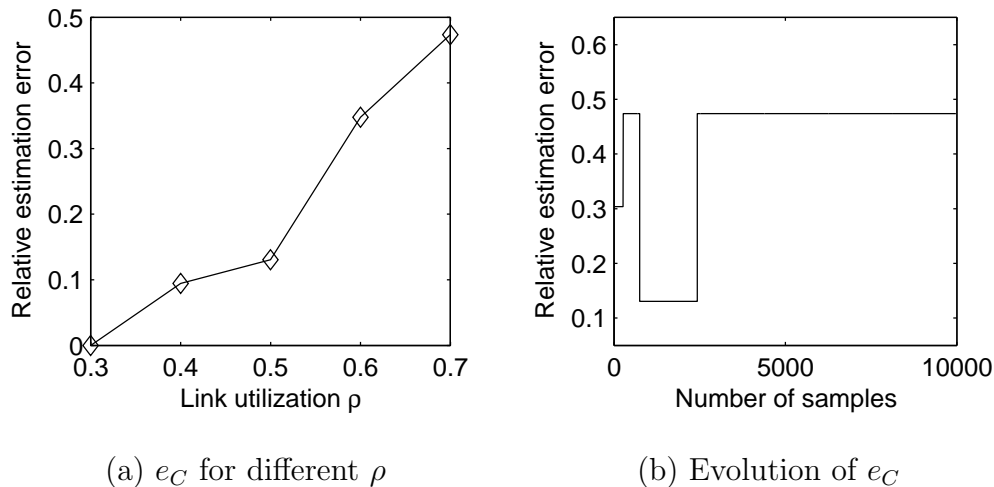 Relative estimation error
0.5
0.4
0.3
0.2
0.1
0
0.3 0.4 0.5 0.6 0.7
Link utilization ρ
(a) e_C for different ρ
Relative estimation error
0.6
0.5
0.4
0.3
0.2
0.1
0 5000 10000
Number of samples
(b) Evolution of e_C